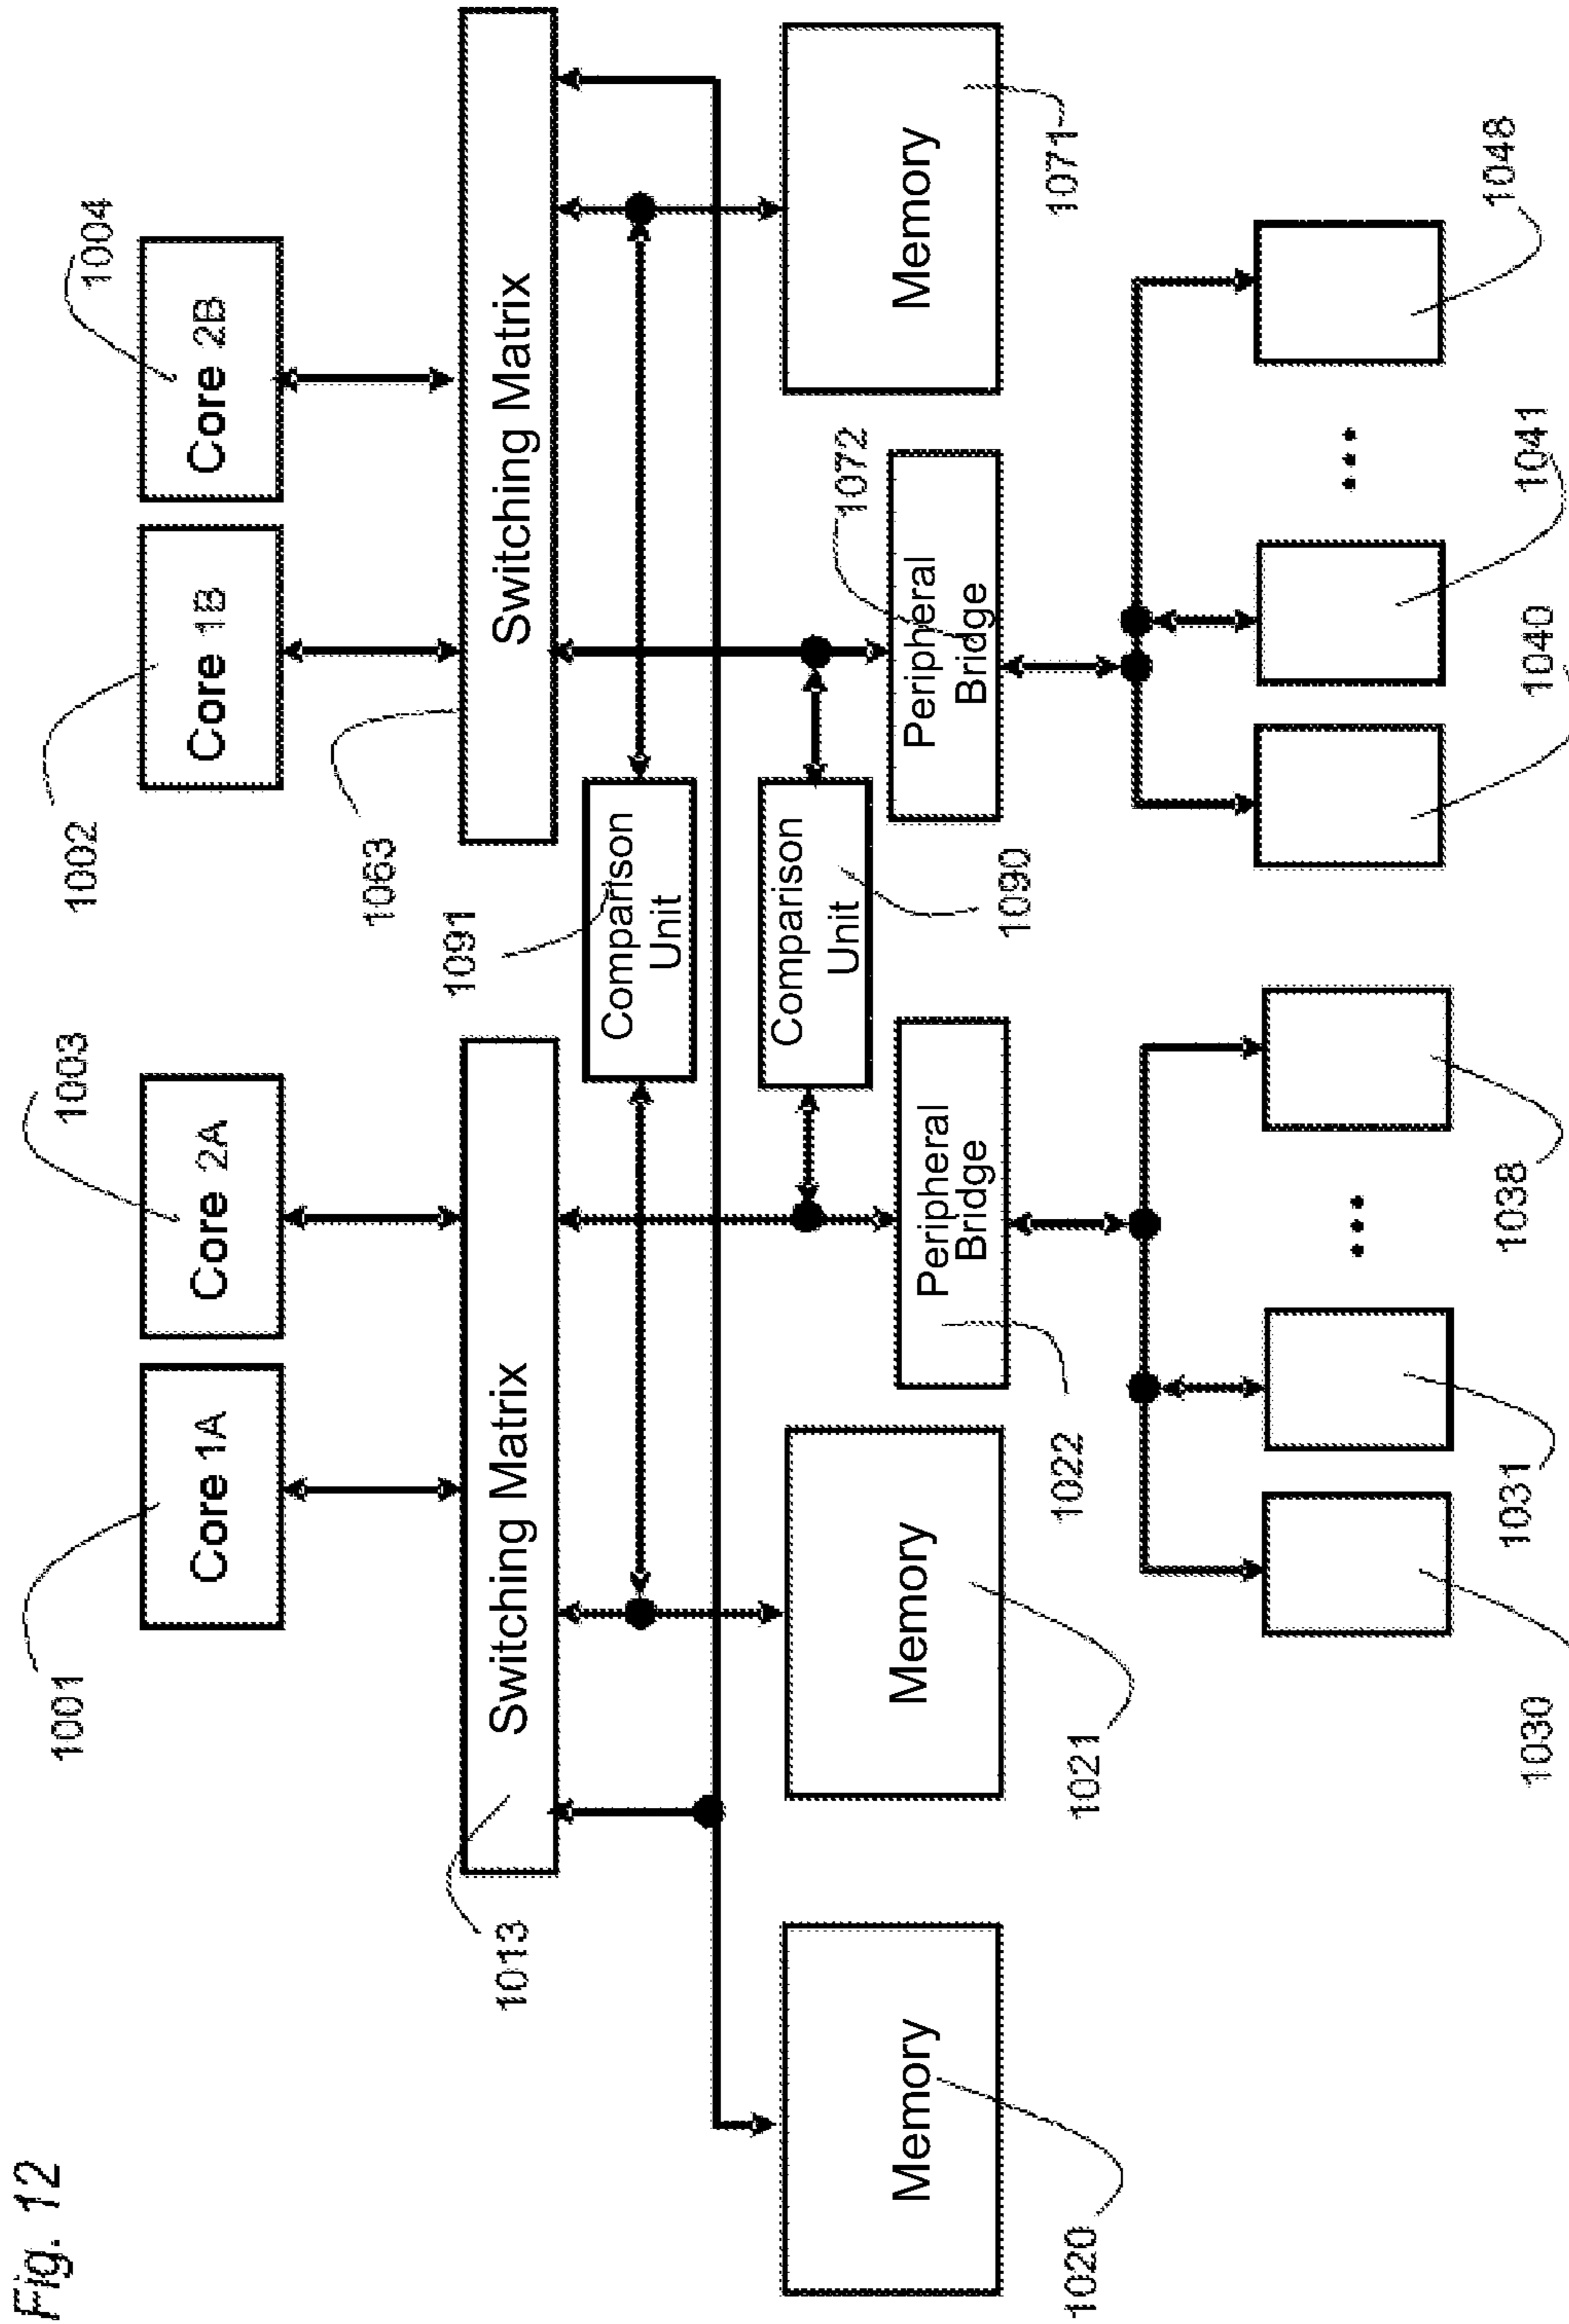 Fig. 12
1001
1003
1002
1004
Core 1A
Core 2A
Core 1B
Core 2B
1013
1063
Switching Matrix
Switching Matrix
1091
Comparison
Unit
Comparison
Unit
1090
1020
Memory
1021
Memory
1022
Peripheral
Bridge
1072
Peripheral
Bridge
1071
Memory
1030
1031
...
1038
1040
1041
...
1048